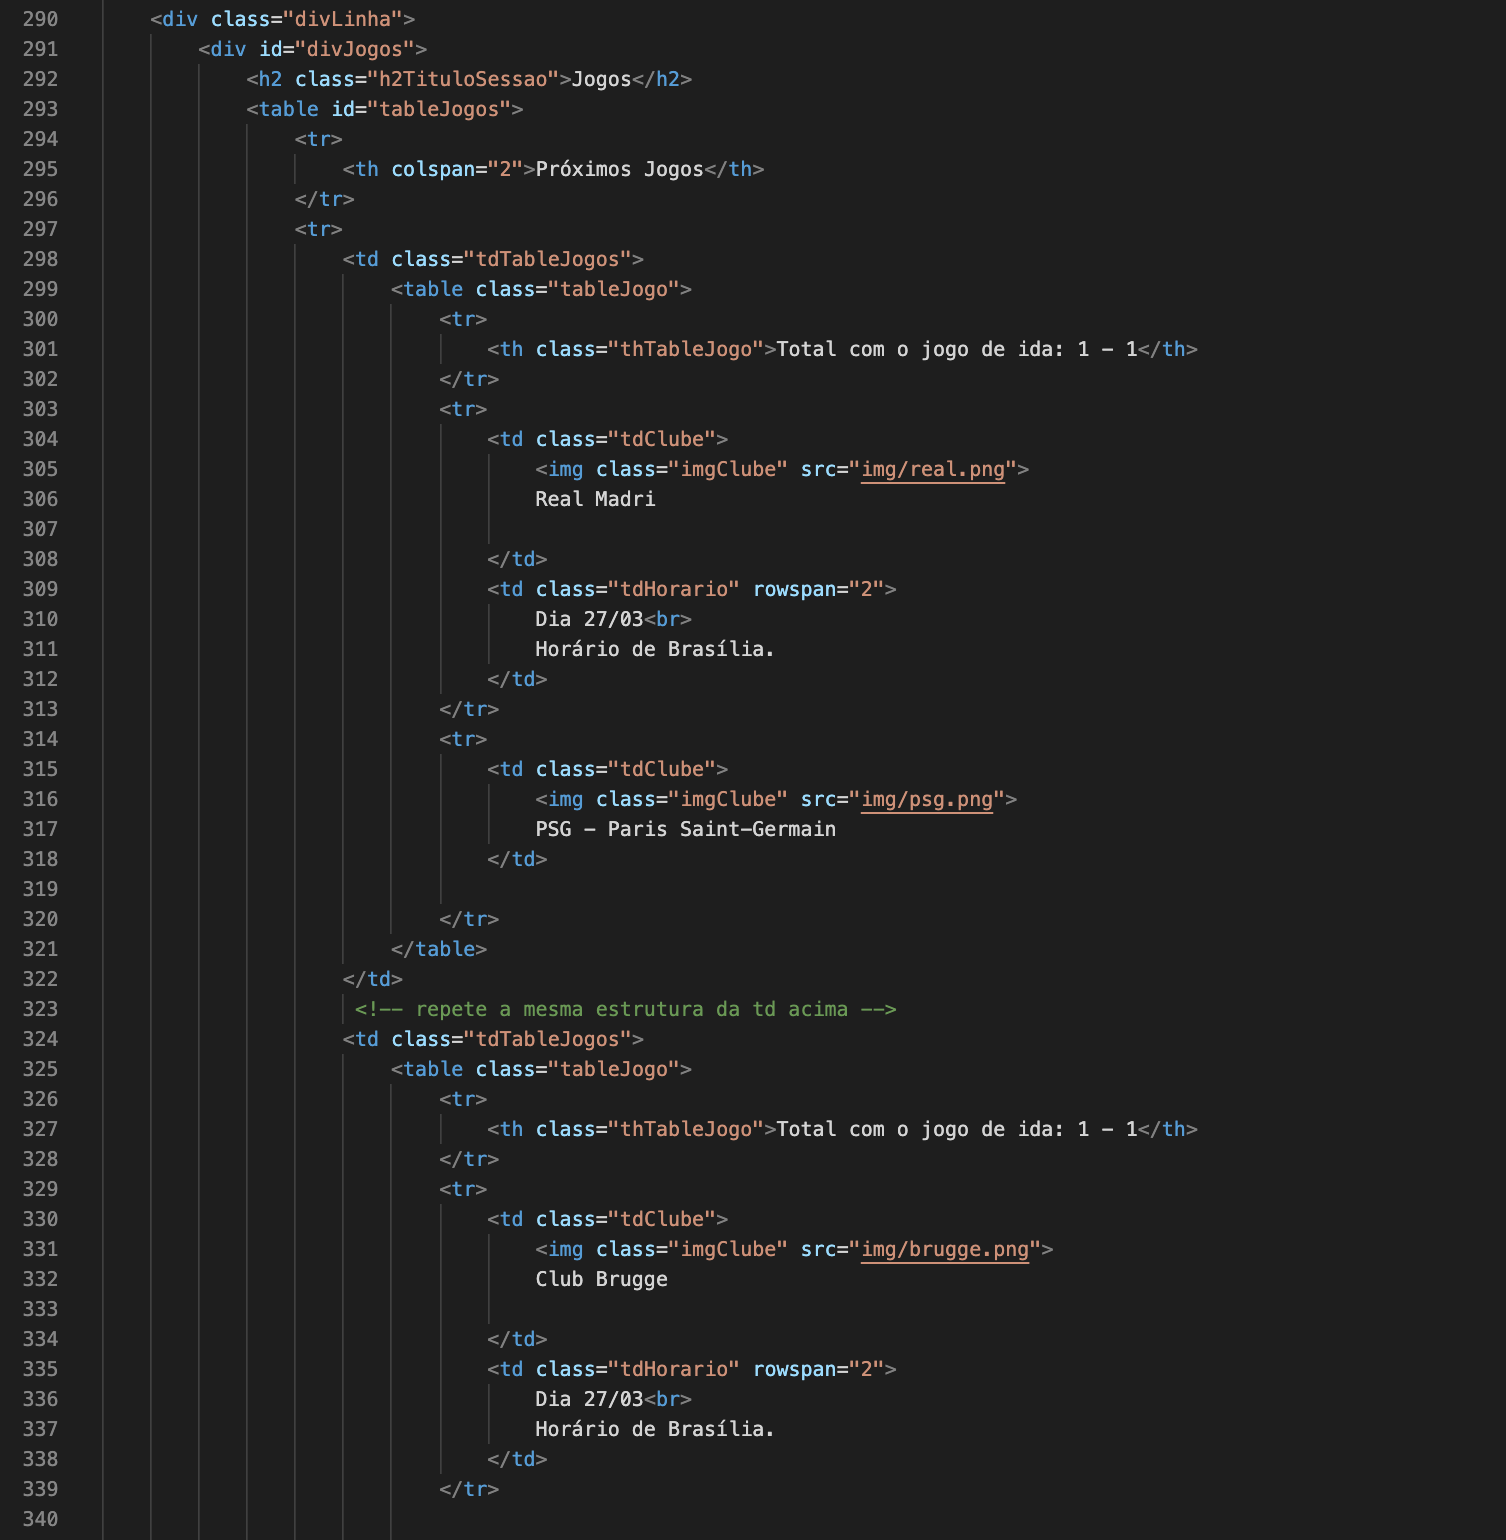 290 <div class="divLinha">
291 <div id="divJogos">
292 <h2 class="h2TituloSessao">Jogos</h2>
293 <table id="tableJogos">
294 <tr>
295 <th colspan="2">Próximos Jogos</th>
296 </tr>
297 <tr>
298 <td class="tdTableJogos">
299 <table class="tableJogo">
300 <tr>
301 <th class="thTableJogo">Total com o jogo de ida: 1 - 1</th>
302 </tr>
303 <tr>
304 <td class="tdClube">
305 <img class="imgClube" src="img/real.png">
306 Real Madri
307
308 </td>
309 <td class="tdHorario" rowspan="2">
310 Dia 27/03<br>
311 Horário de Brasília.
312 </td>
313 </tr>
314 <tr>
315 <td class="tdClube">
316 <img class="imgClube" src="img/psg.png">
317 PSG - Paris Saint-Germain
318 </td>
319
320 </tr>
321 </table>
322 </td>
323 <!-- repete a mesma estrutura da td acima -->
324 <td class="tdTableJogos">
325 <table class="tableJogo">
326 <tr>
327 <th class="thTableJogo">Total com o jogo de ida: 1 - 1</th>
328 </tr>
329 <tr>
330 <td class="tdClube">
331 <img class="imgClube" src="img/brugge.png">
332 Club Brugge
333
334 </td>
335 <td class="tdHorario" rowspan="2">
336 Dia 27/03<br>
337 Horário de Brasília.
338 </td>
339 </tr>
340